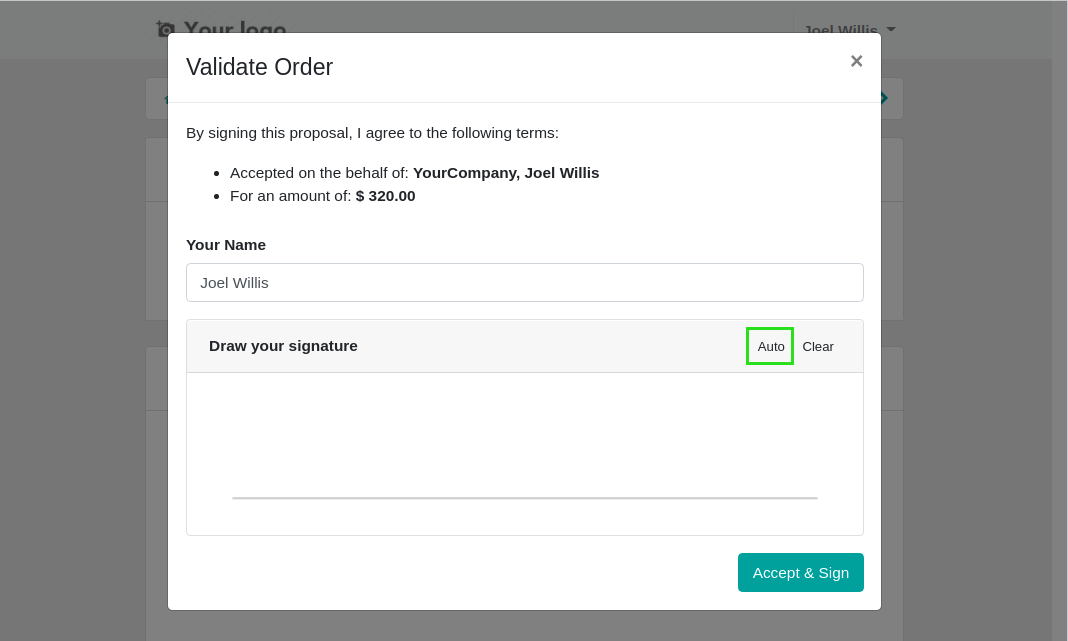 Your logo
Joel Willis
Validate Order
×
By signing this proposal, I agree to the following terms:
• Accepted on the behalf of: YourCompany, Joel Willis
• For an amount of: $ 320.00
Your Name
Joel Willis
Draw your signature Auto Clear
Accept & Sign